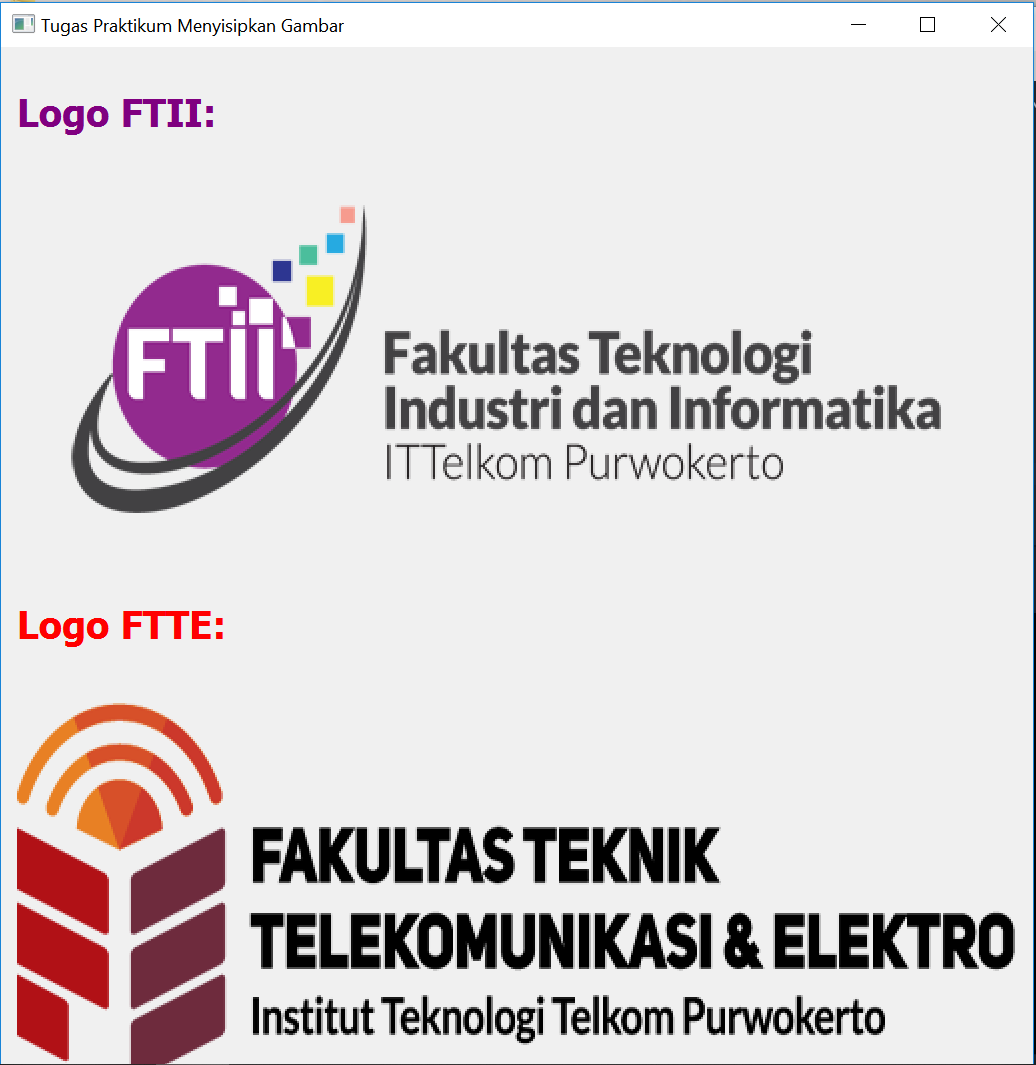 Tugas Praktikum Menyisipkan Gambar
Logo FTII:
FTII
Fakultas Teknologi
Industri dan Informatika
ITTelkom Purwokerto
Logo FTTE:
FAKULTAS TEKNIK
TELEKOMUNIKASI & ELEKTRO
Institut Teknologi Telkom Purwokerto